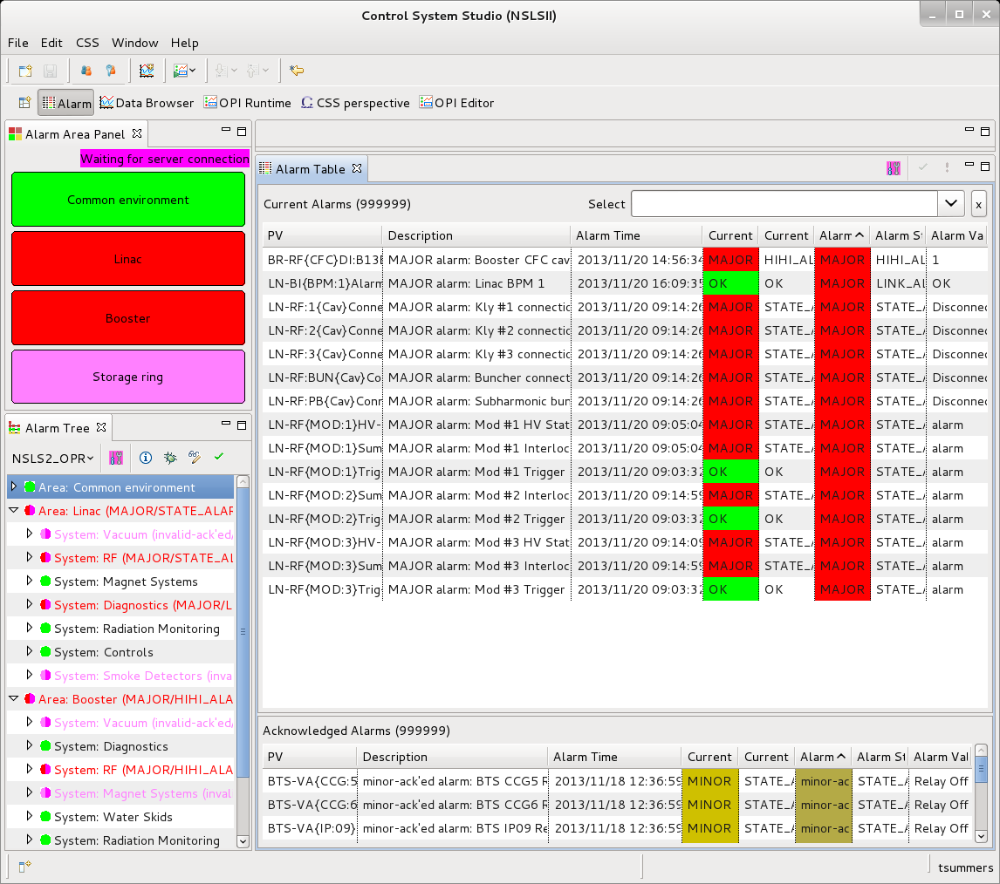 Control System Studio (NSLSII)
File Edit CSS Window Help
Alarm Data Browser OPI Runtime CSS perspective OPI Editor
Alarm Area Panel
Waiting for server connection
Common environment
Linac
Booster
Storage ring
Alarm Tree
NSLS2_OPR
Area: Common environment
Area: Linac (MAJOR/STATE_ALAR
System: Vacuum (invalid-ack'ed/
System: RF (MAJOR/STATE_AL
System: Magnet Systems
System: Diagnostics (MAJOR/L
System: Radiation Monitoring
System: Controls
System: Smoke Detectors (inva
Area: Booster (MAJOR/HIHI_ALA
System: Vacuum (invalid-ack'ed/
System: Diagnostics
System: RF (MAJOR/HIHI_ALA
System: Magnet Systems (inval
System: Water Skids
System: Radiation Monitoring
Alarm Table
Current Alarms (999999) Select x
PV Description Alarm Time Current Current Alarm Alarm St Alarm Va
BR-RF{CFC}DI:B13E MAJOR alarm: Booster CFC cav 2013/11/20 14:56:34 MAJOR HIHI_AL MAJOR HIHI_AL 1
LN-BI{BPM:1}Alarm MAJOR alarm: Linac BPM 1 2013/11/20 16:09:35 OK OK MAJOR LINK_AL OK
LN-RF:1{Cav}Conne MAJOR alarm: Kly #1 connectio 2013/11/20 09:14:26 MAJOR STATE_A MAJOR STATE_A Disconnec
LN-RF:2{Cav}Conne MAJOR alarm: Kly #2 connectio 2013/11/20 09:14:26 MAJOR STATE_A MAJOR STATE_A Disconnec
LN-RF:3{Cav}Conne MAJOR alarm: Kly #3 connectio 2013/11/20 09:14:26 MAJOR STATE_A MAJOR STATE_A Disconnec
LN-RF:BUN{Cav}Co MAJOR alarm: Buncher connect 2013/11/20 09:14:26 MAJOR STATE_A MAJOR STATE_A Disconnec
LN-RF:PB{Cav}Conn MAJOR alarm: Subharmonic bun 2013/11/20 09:14:26 MAJOR STATE_A MAJOR STATE_A Disconnec
LN-RF{MOD:1}HV- MAJOR alarm: Mod #1 HV Stat 2013/11/20 09:05:04 MAJOR STATE_A MAJOR STATE_A alarm
LN-RF{MOD:1}Sum MAJOR alarm: Mod #1 Interloc 2013/11/20 09:05:04 MAJOR STATE_A MAJOR STATE_A alarm
LN-RF{MOD:1}Trig MAJOR alarm: Mod #1 Trigger 2013/11/20 09:03:32 OK OK MAJOR STATE_A alarm
LN-RF{MOD:2}Sum MAJOR alarm: Mod #2 Interloc 2013/11/20 09:14:59 MAJOR STATE_A MAJOR STATE_A alarm
LN-RF{MOD:2}Trig MAJOR alarm: Mod #2 Trigger 2013/11/20 09:03:32 OK OK MAJOR STATE_A alarm
LN-RF{MOD:3}HV- MAJOR alarm: Mod #3 HV Stat 2013/11/20 09:14:09 MAJOR STATE_A MAJOR STATE_A alarm
LN-RF{MOD:3}Sum MAJOR alarm: Mod #3 Interloc 2013/11/20 09:14:59 MAJOR STATE_A MAJOR STATE_A alarm
LN-RF{MOD:3}Trig MAJOR alarm: Mod #3 Trigger 2013/11/20 09:03:32 OK OK MAJOR STATE_A alarm
Acknowledged Alarms (999999)
PV Description Alarm Time Current Current Alarm Alarm St Alarm Val
BTS-VA{CCG:5 minor-ack'ed alarm: BTS CCG5 R 2013/11/18 12:36:59 MINOR STATE_A minor-ac STATE_A Relay Off
BTS-VA{CCG:6 minor-ack'ed alarm: BTS CCG6 R 2013/11/18 12:36:59 MINOR STATE_A minor-ac STATE_A Relay Off
BTS-VA{IP:09} minor-ack'ed alarm: BTS IP09 Re 2013/11/18 12:36:59 MINOR STATE_A minor-ac STATE_A Relay Off
tsummers